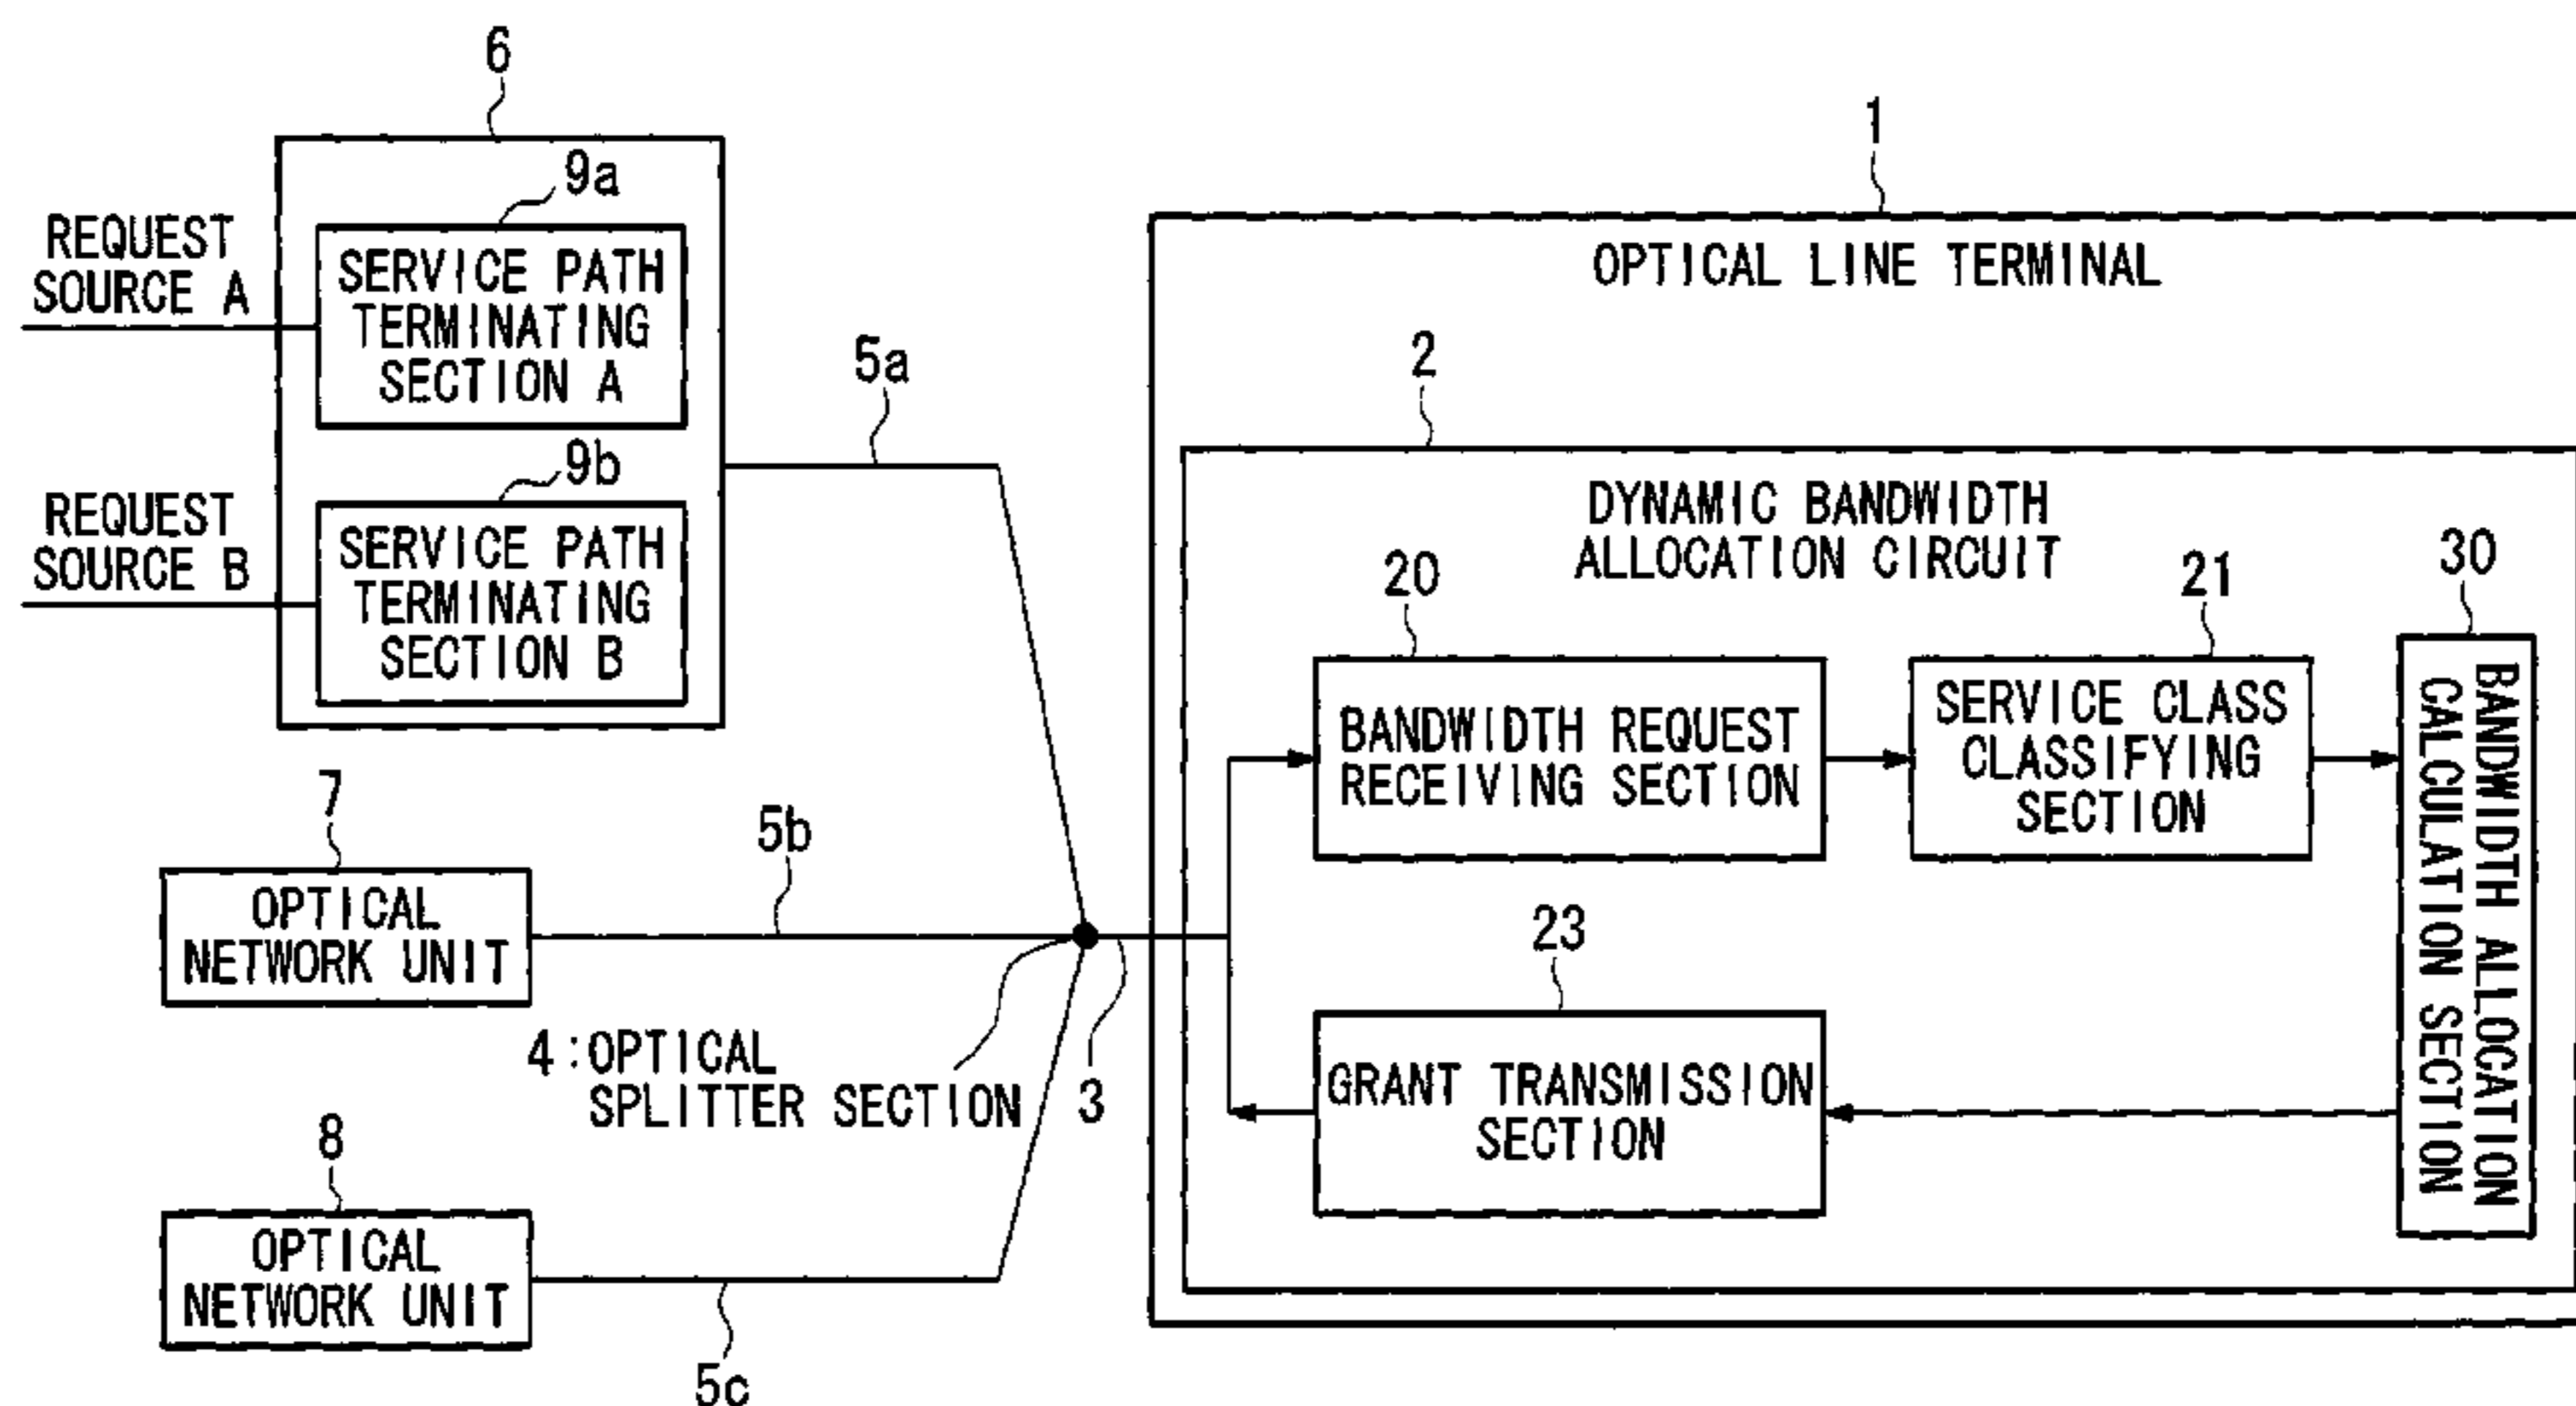 6
1
9a
REQUEST
SOURCE A
SERVICE PATH
TERMINATING
SECTION A
OPTICAL LINE TERMINAL
5a
2
9b
REQUEST
SOURCE B
SERVICE PATH
TERMINATING
SECTION B
DYNAMIC BANDWIDTH
ALLOCATION CIRCUIT
20
21
30
BANDWIDTH REQUEST
RECEIVING SECTION
SERVICE CLASS
CLASSIFYING
SECTION
BANDWIDTH ALLOCATION
CALCULATION SECTION
7
5b
OPTICAL
NETWORK UNIT
23
4:OPTICAL
SPLITTER SECTION
3
GRANT TRANSMISSION
SECTION
8
OPTICAL
NETWORK UNIT
5c